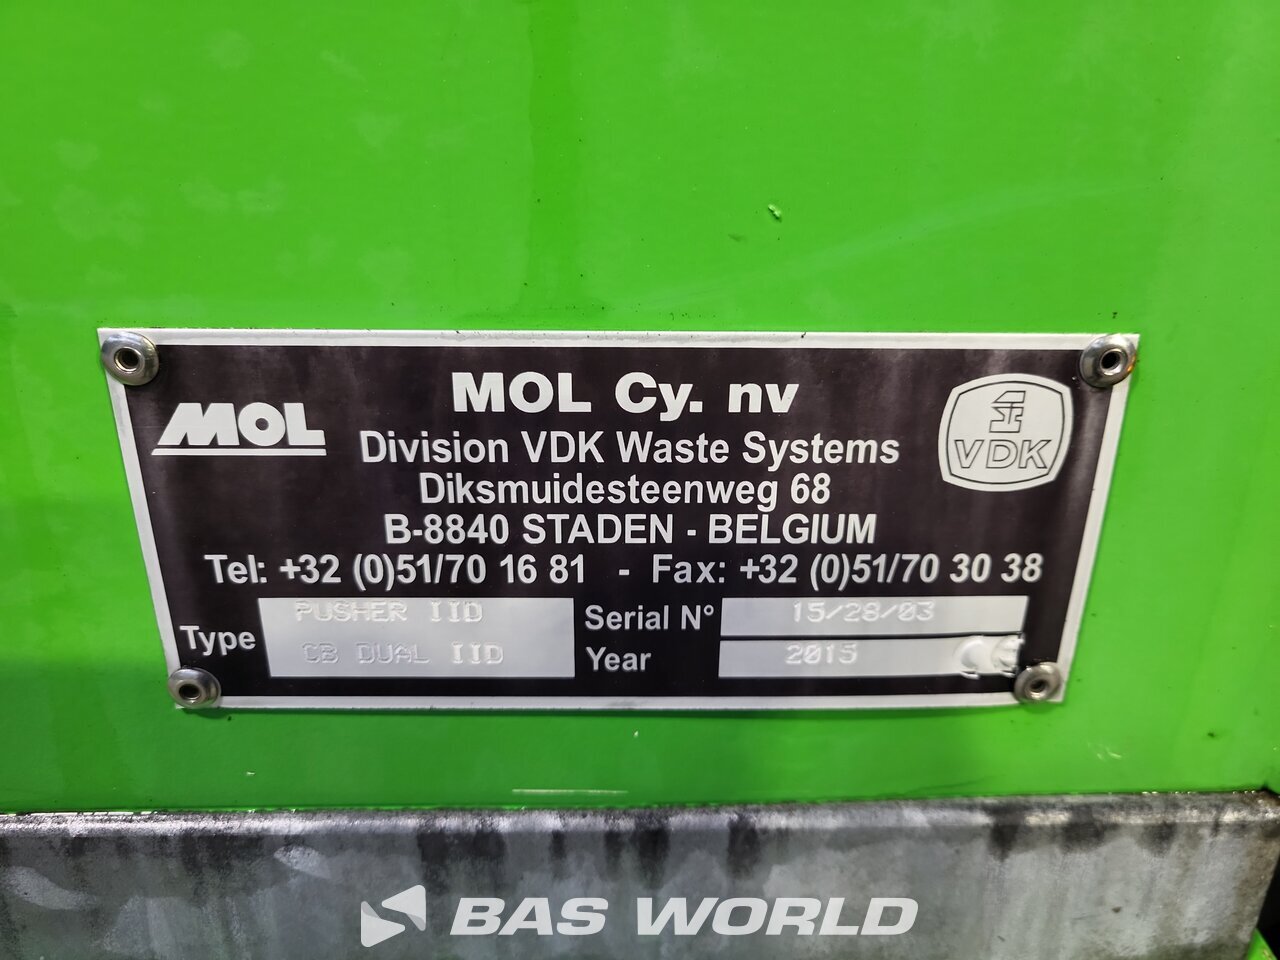 MOL
MOL Cy. nv
VDK
Division VDK Waste Systems
Diksmuidesteenweg 68
B-8840 STADEN - BELGIUM
Tel: +32 (0)51/70 16 81 - Fax: +32 (0)51/70 30 38
Type PUSHER IID
CB DUAL IID
Serial N° 15/28/03
Year 2015
BAS WORLD